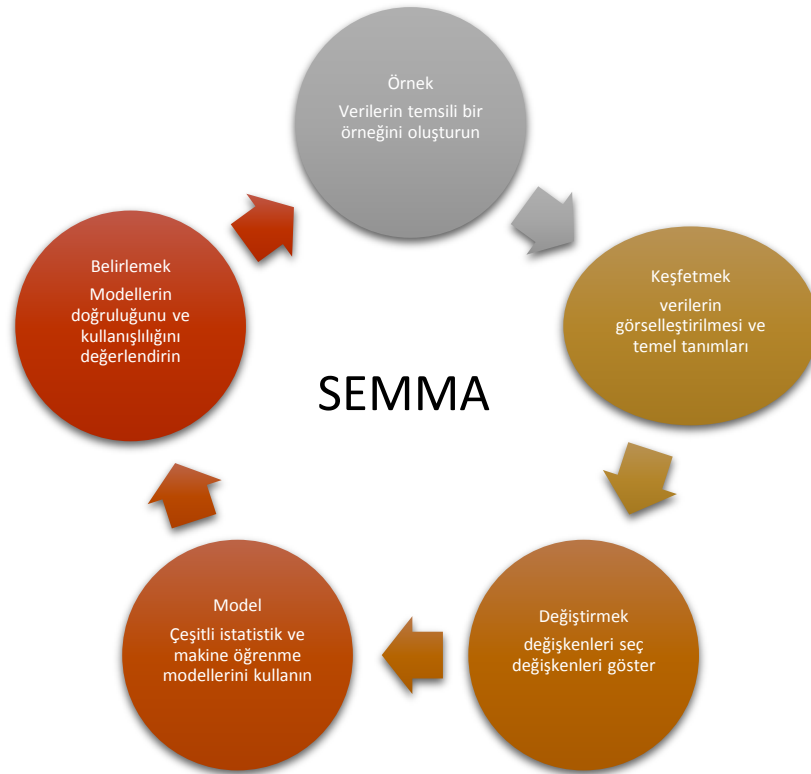 Örnek
Verilerin temsili bir
örneğini oluşturun
Keşfetmek
verilerin
görselleştirilmesi ve
temel tanımları
Değiştirmek
değişkenleri seç
değişkenleri göster
Model
Çeşitli istatistik ve
makine öğrenme
modellerini kullanın
Belirlemek
Modellerin
doğruluğunu ve
kullanışlılığını
değerlendirin
SEMMA